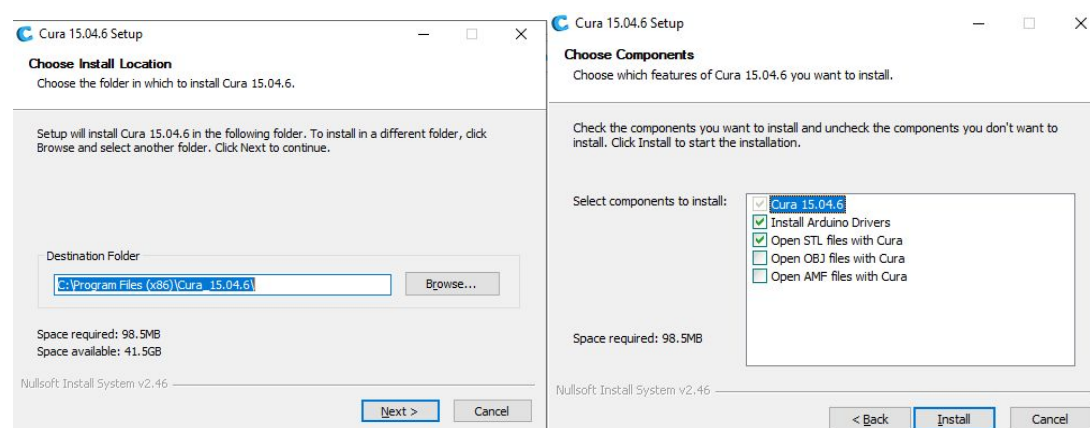 Cura 15.04.6 Setup
Choose Install Location
Choose the folder in which to install Cura 15.04.6.
Setup will install Cura 15.04.6 in the following folder. To install in a different folder, click
Browse and select another folder. Click Next to continue.
Destination Folder
C:\Program Files (x86)\Cura_15.04.6\
Browse...
Space required: 98.5MB
Space available: 41.5GB
Nullsoft Install System v2.46
Next >
Cancel
Cura 15.04.6 Setup
Choose Components
Choose which features of Cura 15.04.6 you want to install.
Check the components you want to install and uncheck the components you don't want to
install. Click Install to start the installation.
Select components to install:
Cura 15.04.6
Install Arduino Drivers
Open STL files with Cura
Open OBJ files with Cura
Open AMF files with Cura
Space required: 98.5MB
Nullsoft Install System v2.46
< Back
Install
Cancel